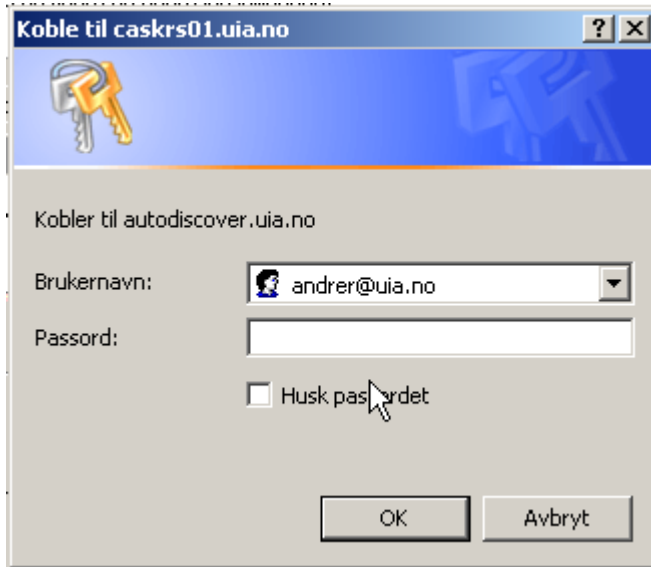 Koble til caskrs01.uia.no
Kobler til autodiscover.uia.no
Brukernavn: andrer@uia.no
Passord:
Husk passordet
OK Avbryt